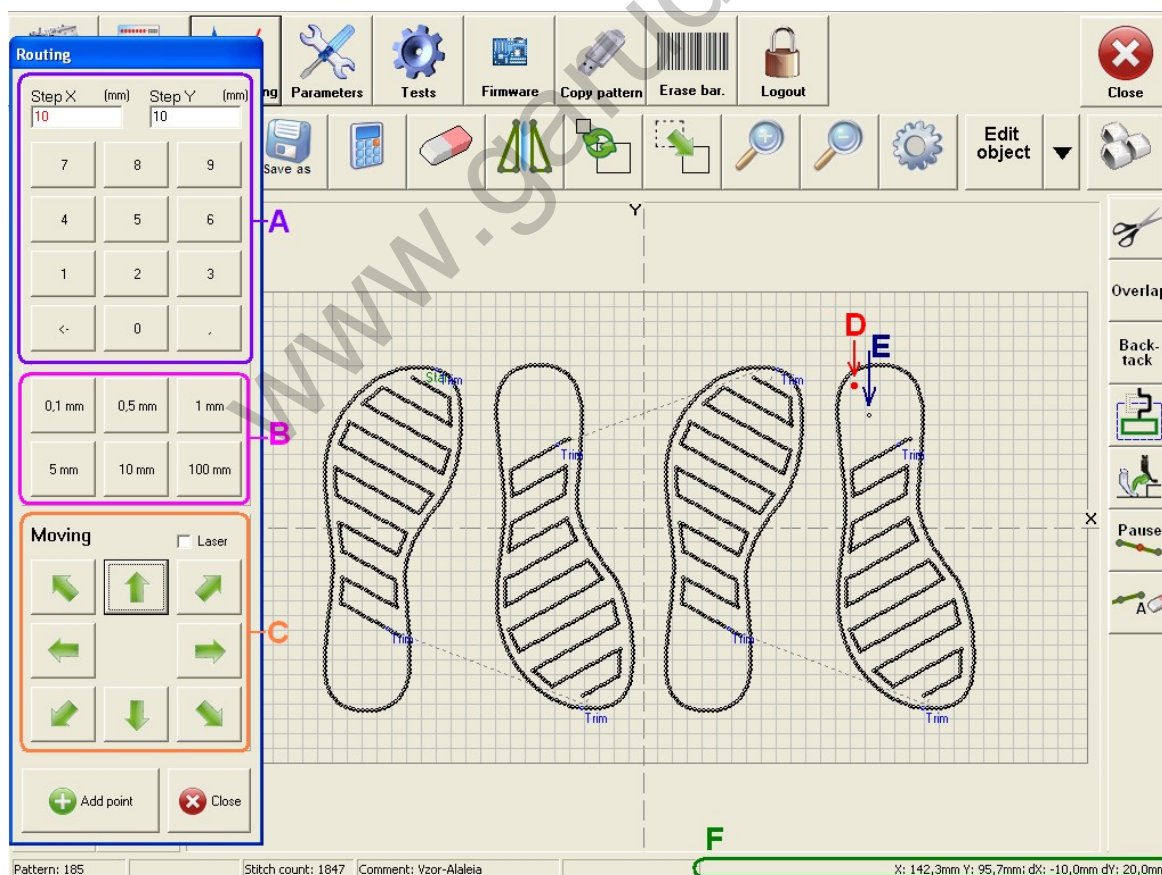 Routing
Step X (mm) Step Y (mm)
10 10
7 8 9
4 5 6
1 2 3
<- 0 ,
A
0,1 mm 0,5 mm 1 mm
5 mm 10 mm 100 mm
B
Moving
Laser
C
Add point Close
ng Parameters Tests Firmware Copy pattern Erase bar. Logout Close
Save as
Edit
object
Y
X
D
E
Start
Trim
Trim
Trim
Trim
Trim
Trim
Trim
Trim
Overlap
Back-
tack
Pause
A
F
Pattern: 185 Stitch count: 1847 Comment: Vzor-Alaleia X: 142,3mm Y: 95,7mm; dX: -10,0mm dY: 20,0mm
www.garud